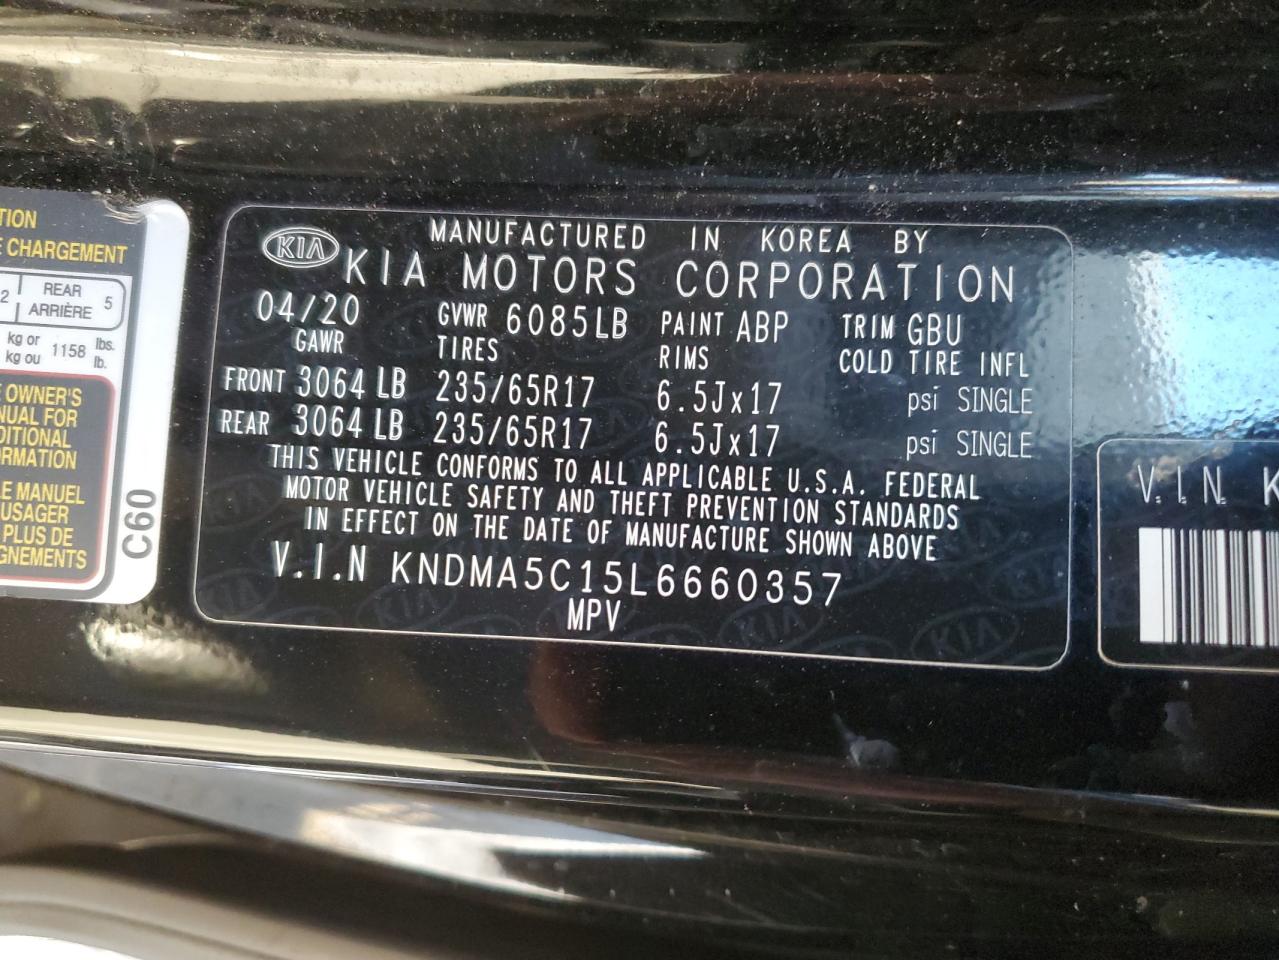 TION
E CHARGEMENT
2 REAR 5
ARRIÈRE
kg or 1158 lbs.
kg ou lb.
E OWNER'S
NUAL FOR
DITIONAL
ORMATION
LE MANUEL
USAGER
PLUS DE
GNEMENTS
C60
KIA
MANUFACTURED IN KOREA BY
KIA MOTORS CORPORATION
04/20 GVWR 6085LB PAINT ABP TRIM GBU
GAWR TIRES RIMS COLD TIRE INFL
FRONT 3064 LB 235/65R17 6.5Jx17 psi SINGLE
REAR 3064 LB 235/65R17 6.5Jx17 psi SINGLE
THIS VEHICLE CONFORMS TO ALL APPLICABLE U.S.A. FEDERAL
MOTOR VEHICLE SAFETY AND THEFT PREVENTION STANDARDS
IN EFFECT ON THE DATE OF MANUFACTURE SHOWN ABOVE
V.I.N KNDMA5C15L6660357
MPV
V.I.N. K